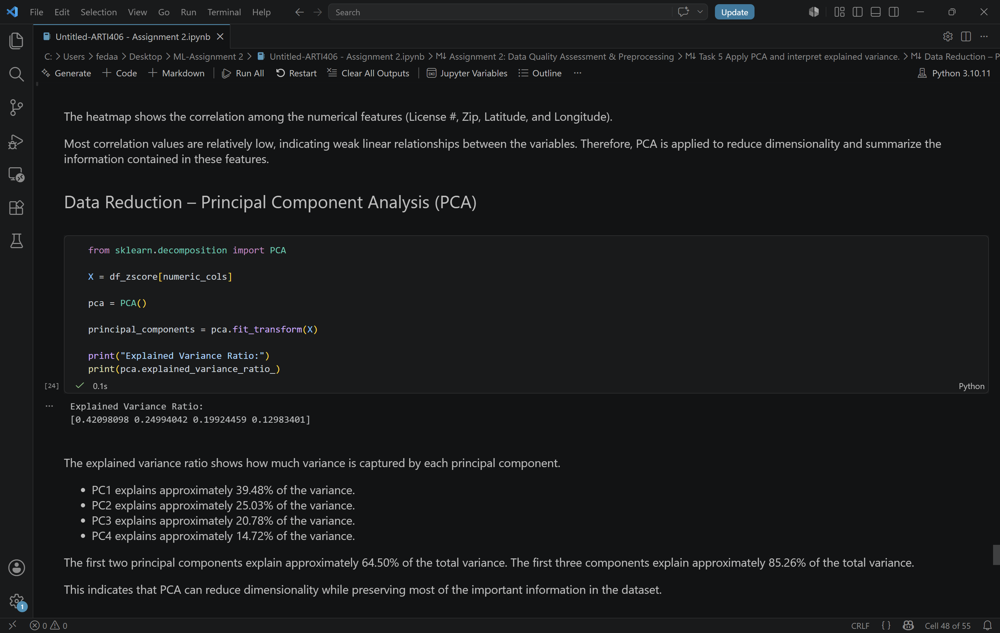 File Edit Selection View Go Run Terminal Help
Search
Update
Untitled-ARTI406 - Assignment 2.ipynb
C: > Users > fedaa > Desktop > ML-Assignment 2 > Untitled-ARTI406 - Assignment 2.ipynb > M↓ Assignment 2: Data Quality Assessment & Preprocessing > M↓ Task 5 Apply PCA and interpret explained variance. > M↓ Data Reduction – P
Generate + Code + Markdown Run All Restart Clear All Outputs Jupyter Variables Outline ... Python 3.10.11
The heatmap shows the correlation among the numerical features (License #, Zip, Latitude, and Longitude).
Most correlation values are relatively low, indicating weak linear relationships between the variables. Therefore, PCA is applied to reduce dimensionality and summarize the
information contained in these features.
Data Reduction – Principal Component Analysis (PCA)
from sklearn.decomposition import PCA
X = df_zscore[numeric_cols]
pca = PCA()
principal_components = pca.fit_transform(X)
print("Explained Variance Ratio:")
print(pca.explained_variance_ratio_)
[24] 0.1s Python
... Explained Variance Ratio:
[0.42098098 0.24994042 0.19924459 0.12983401]
The explained variance ratio shows how much variance is captured by each principal component.
• PC1 explains approximately 39.48% of the variance.
• PC2 explains approximately 25.03% of the variance.
• PC3 explains approximately 20.78% of the variance.
• PC4 explains approximately 14.72% of the variance.
The first two principal components explain approximately 64.50% of the total variance. The first three components explain approximately 85.26% of the total variance.
This indicates that PCA can reduce dimensionality while preserving most of the important information in the dataset.
1
0 0 CRLF { } Cell 48 of 55